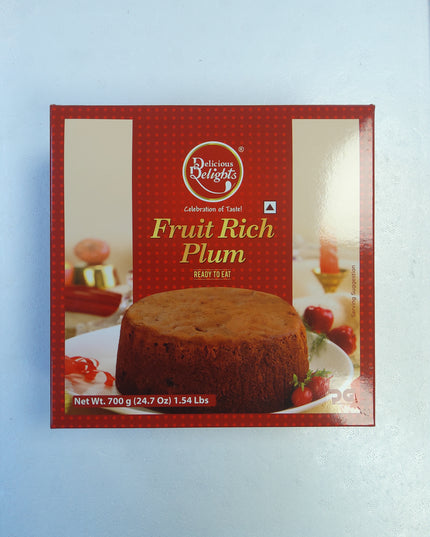 Delicious
Delights
®
Celebration of Taste!
Fruit Rich
Plum
READY TO EAT
Serving Suggestion
Net Wt. 700 g (24.7 Oz) 1.54 Lbs